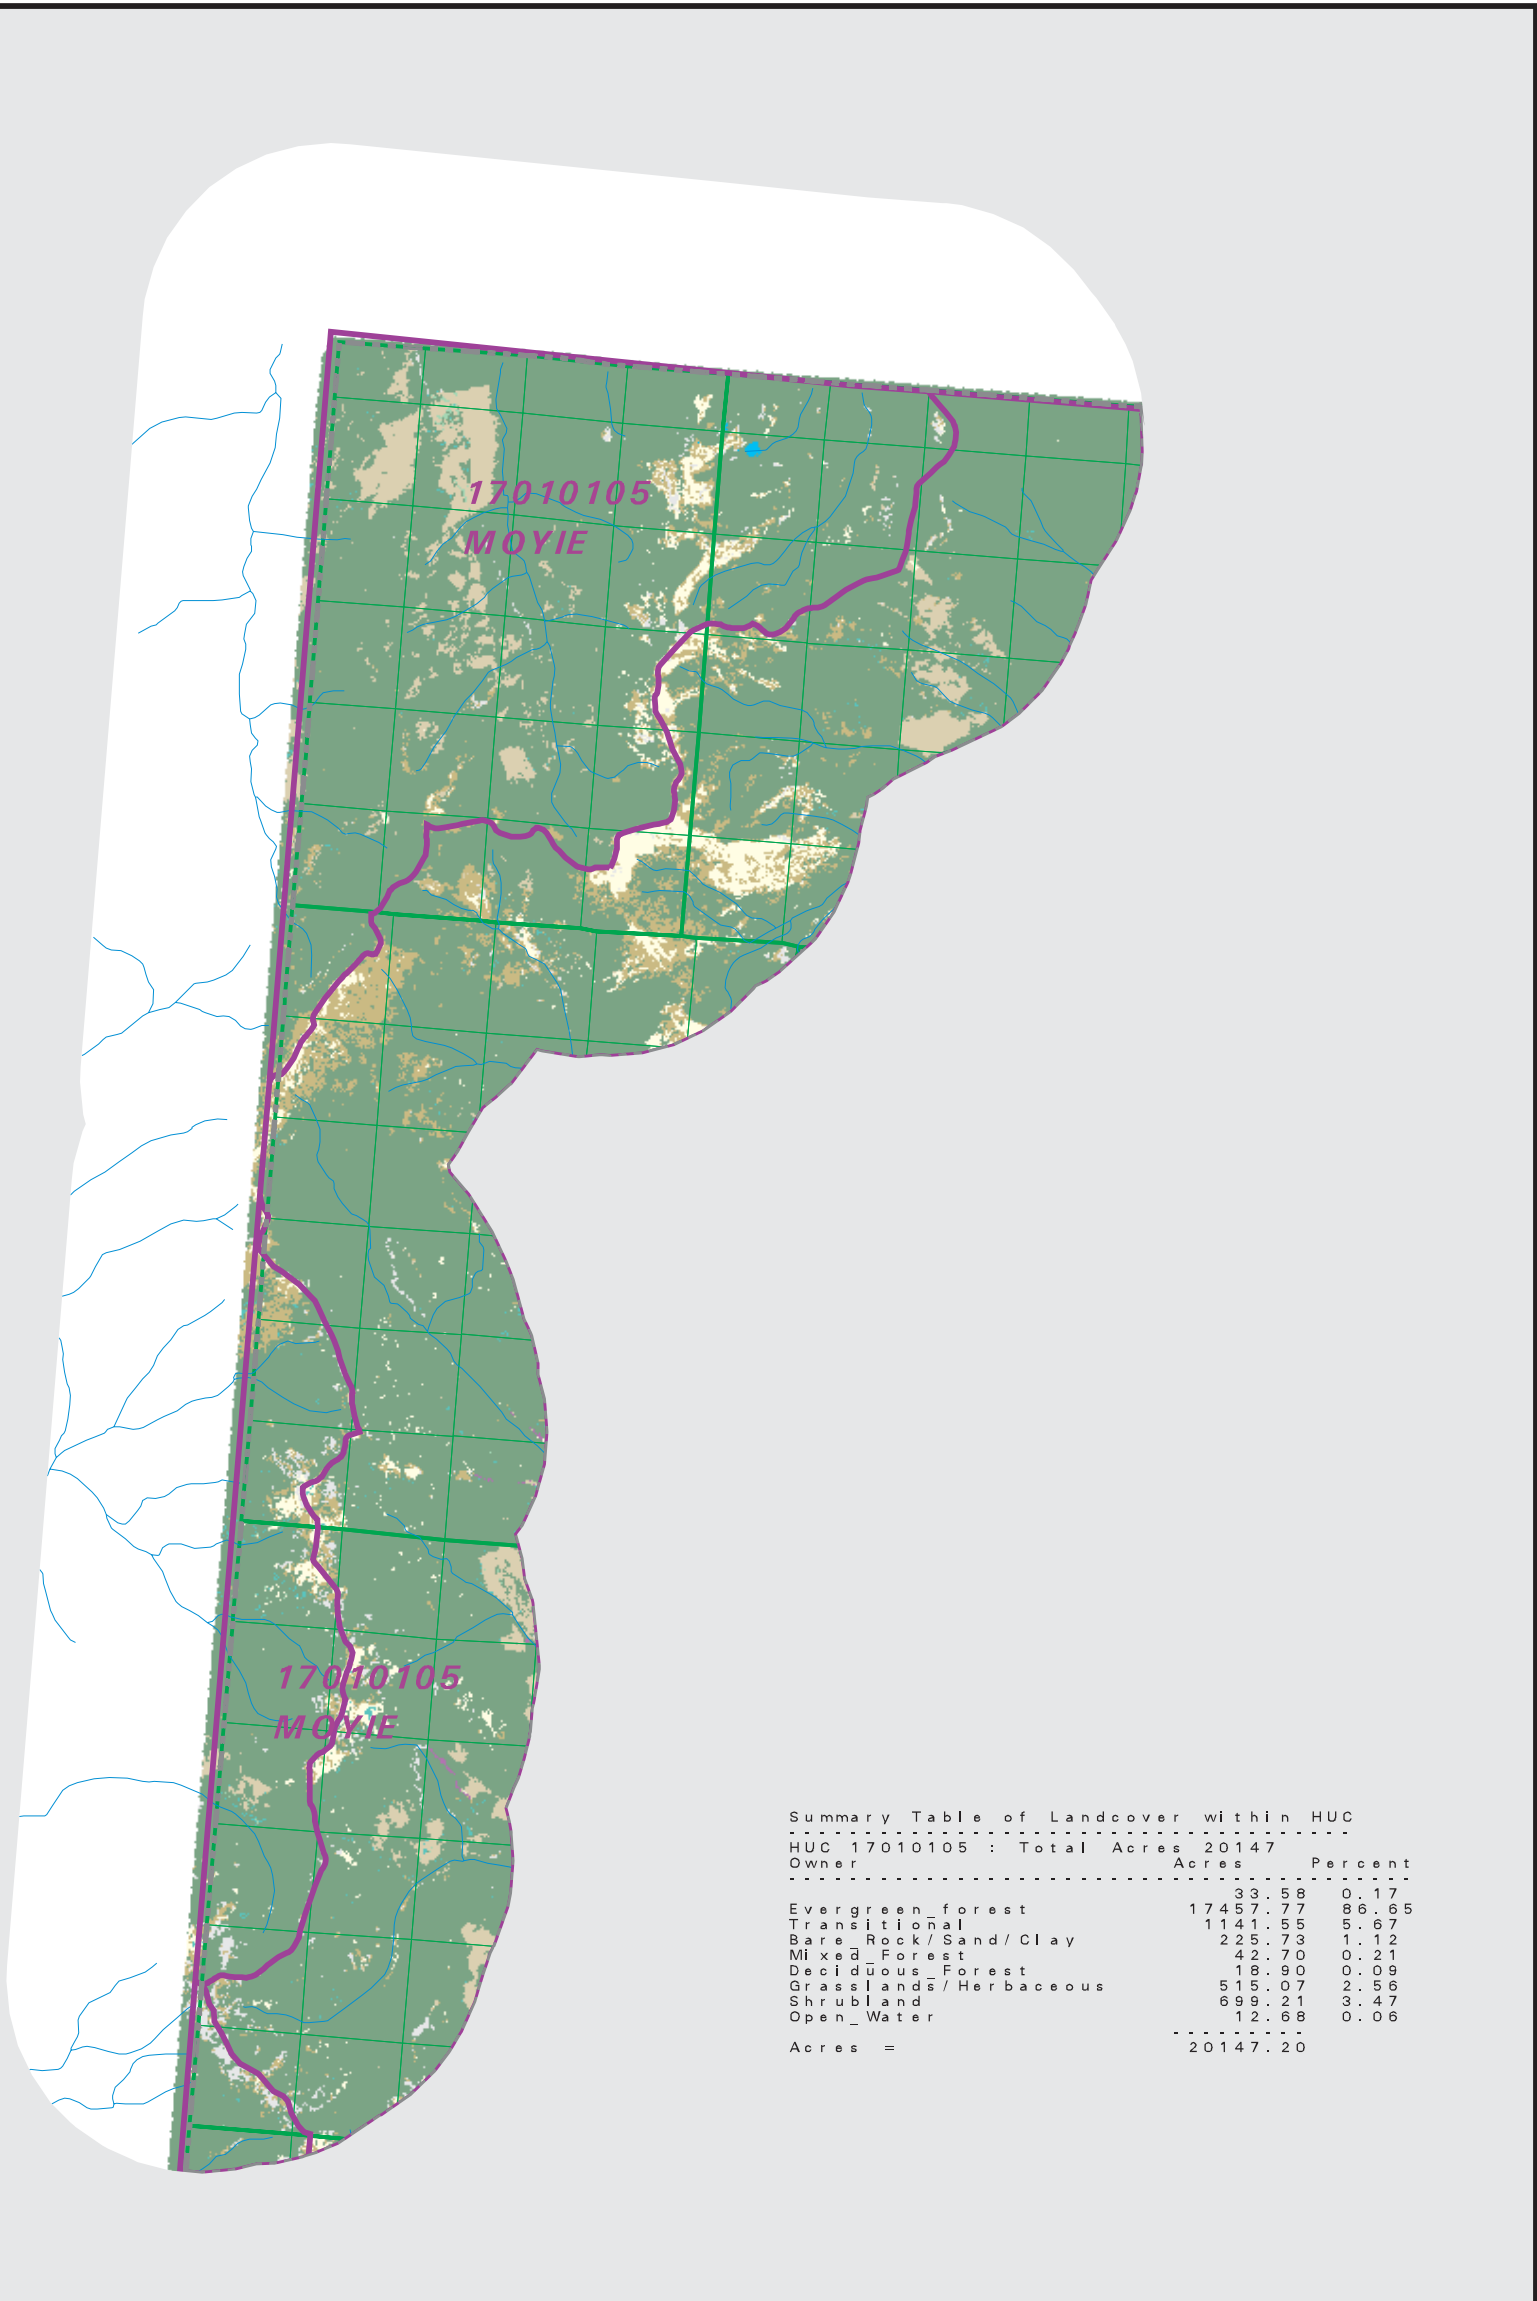 17010105
MOYIE
17010105
MOYIE
Summary Table of Landcover within HUC
- - - - - - - - - - - - - - - - - - - - - - - - - - - - - - - - - - - - -
HUC 17010105 : Total Acres 20147
Owner Acres Percent
- - - - - - - - - - - - - - - - - - - - - - - - - - - - - - - - - - - - - - - - -
33.58 0.17
Evergreen_forest 17457.77 86.65
Transitional 1141.55 5.67
Bare_Rock/Sand/Clay 225.73 1.12
Mixed_Forest 42.70 0.21
Deciduous_Forest 18.90 0.09
Grasslands/Herbaceous 515.07 2.56
Shrubland 699.21 3.47
Open_Water 12.68 0.06
- - - - - - - - -
Acres = 20147.20